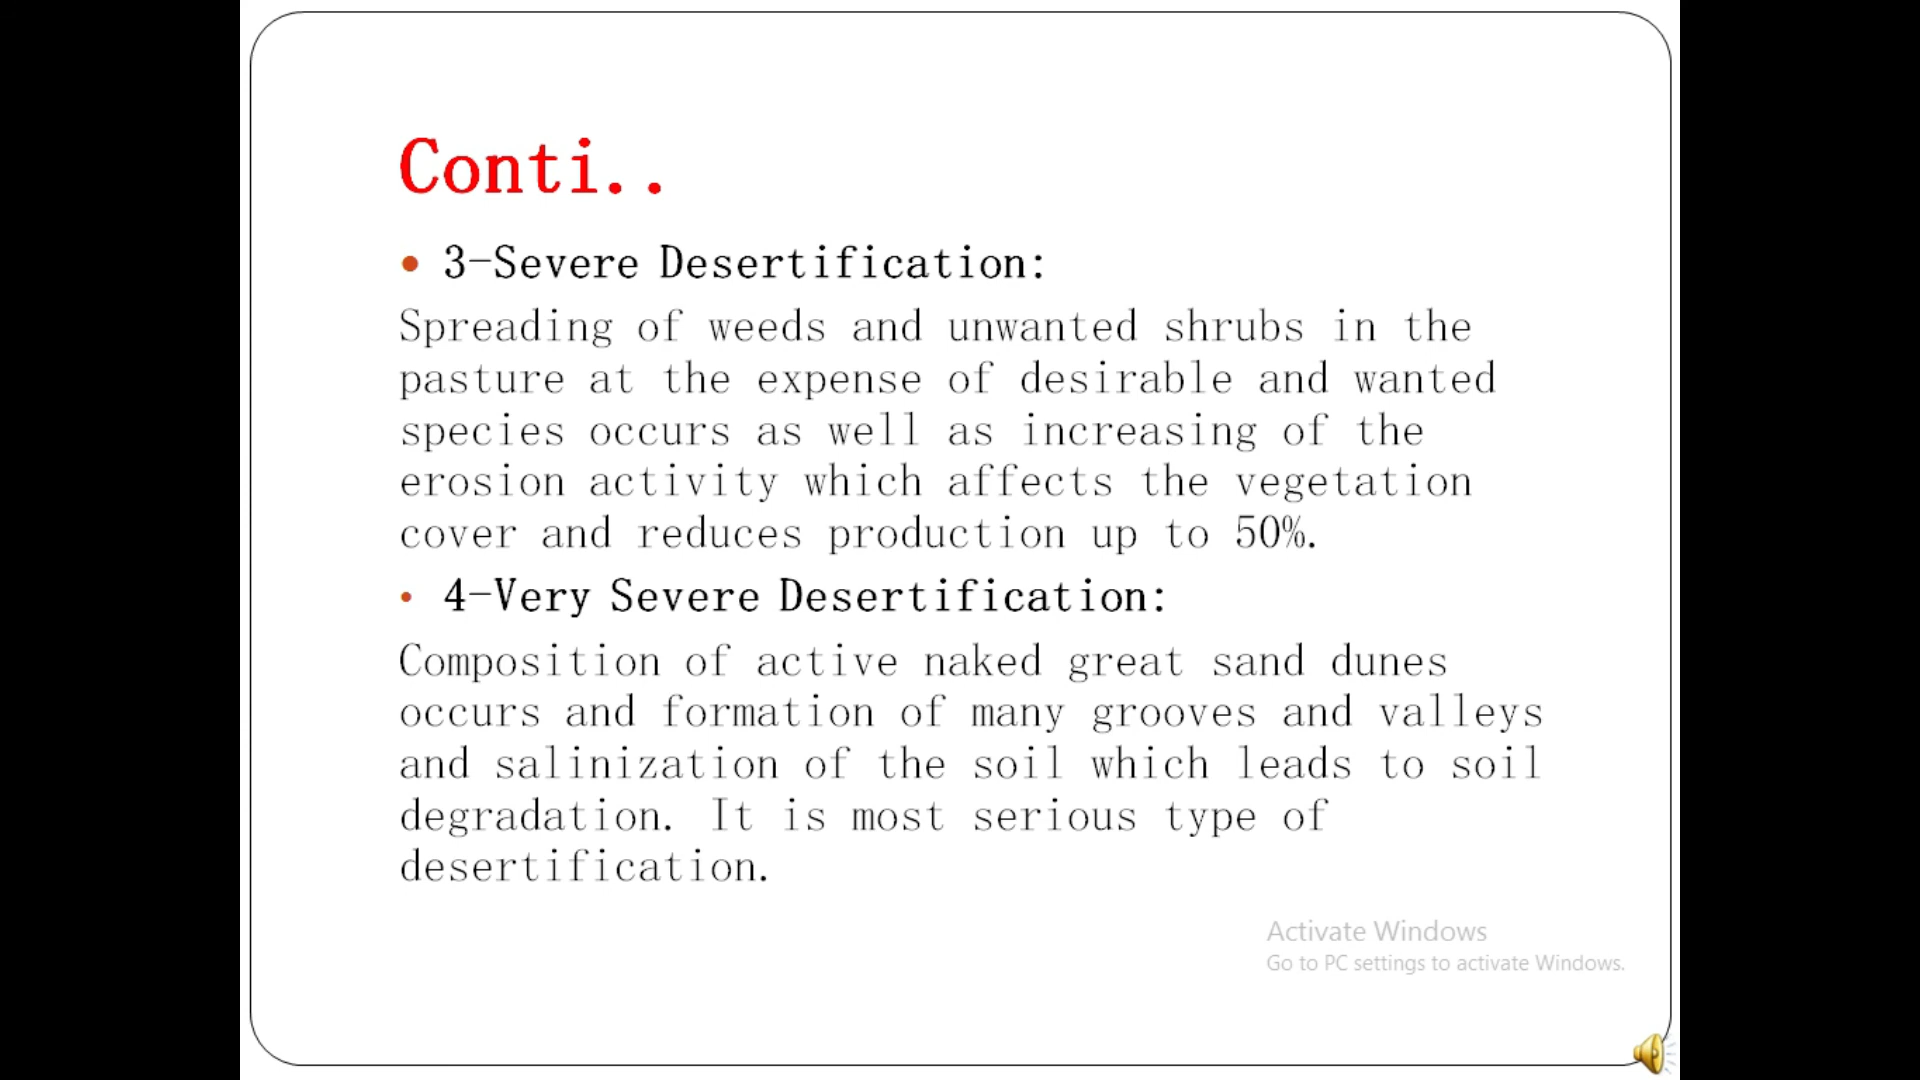 Conti..
• 3-Severe Desertification:
Spreading of weeds and unwanted shrubs in the
pasture at the expense of desirable and wanted
species occurs as well as increasing of the
erosion activity which affects the vegetation
cover and reduces production up to 50%.
• 4-Very Severe Desertification:
Composition of active naked great sand dunes
occurs and formation of many grooves and valleys
and salinization of the soil which leads to soil
degradation. It is most serious type of
desertification.
Activate Windows
Go to PC settings to activate Windows.